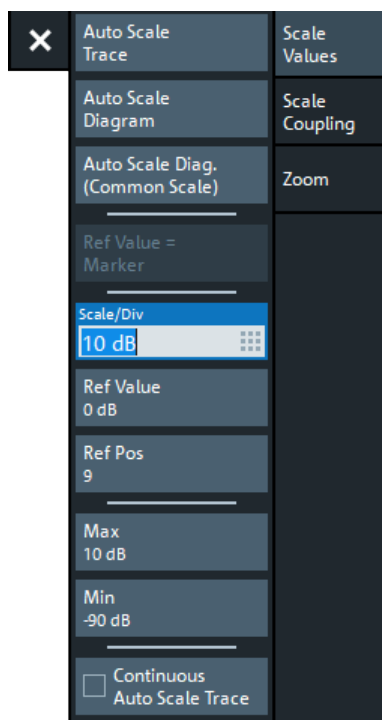 Auto Scale
Trace
Auto Scale
Diagram
Auto Scale Diag.
(Common Scale)
Ref Value =
Marker
Scale/Div
10 dB
Ref Value
0 dB
Ref Pos
9
Max
10 dB
Min
-90 dB
Continuous
Auto Scale Trace
Scale
Values
Scale
Coupling
Zoom